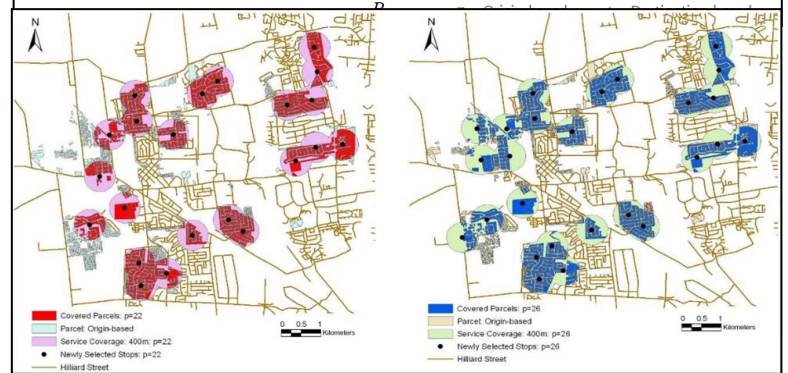 N
N
Covered Parcels: p=22
Parcel: Origin-based
Service Coverage: 400m: p=22
Newly Selected Stops: p=22
Hilliard Street
0 0.5 1
Kilometers
Covered Parcels: p=26
Parcel: Origin-based
Service Coverage: 400m: p=26
Newly Selected Stops: p=26
Hilliard Street
0 0.5 1
Kilometers